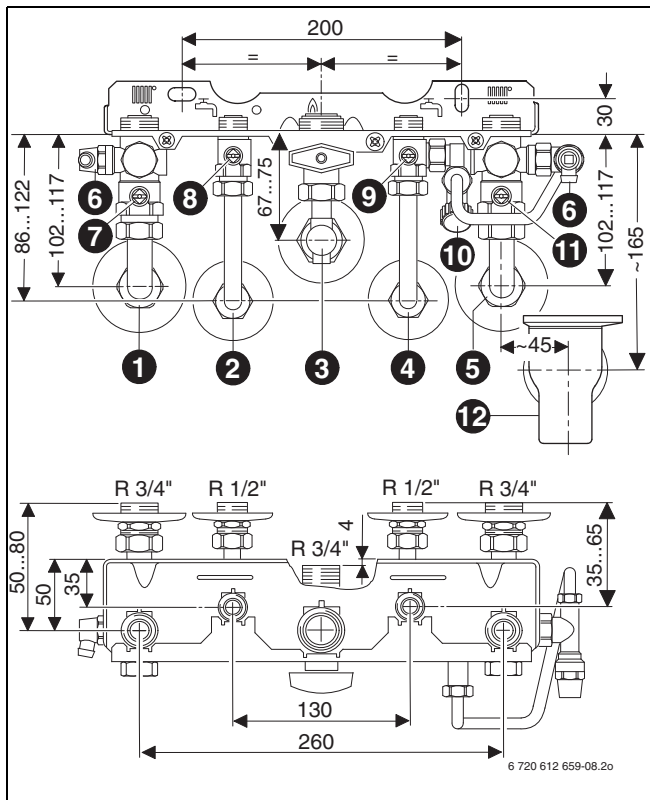 200
= =
30
86...122
102...117
67...75
102...117
~165
6 8 9 6
7 10 11
1 2 3 4 5
~45
12
R 3/4" R 1/2" R 1/2" R 3/4"
R 3/4"
4
50...80
50
35
35...65
130
260
6 720 612 659-08.2o